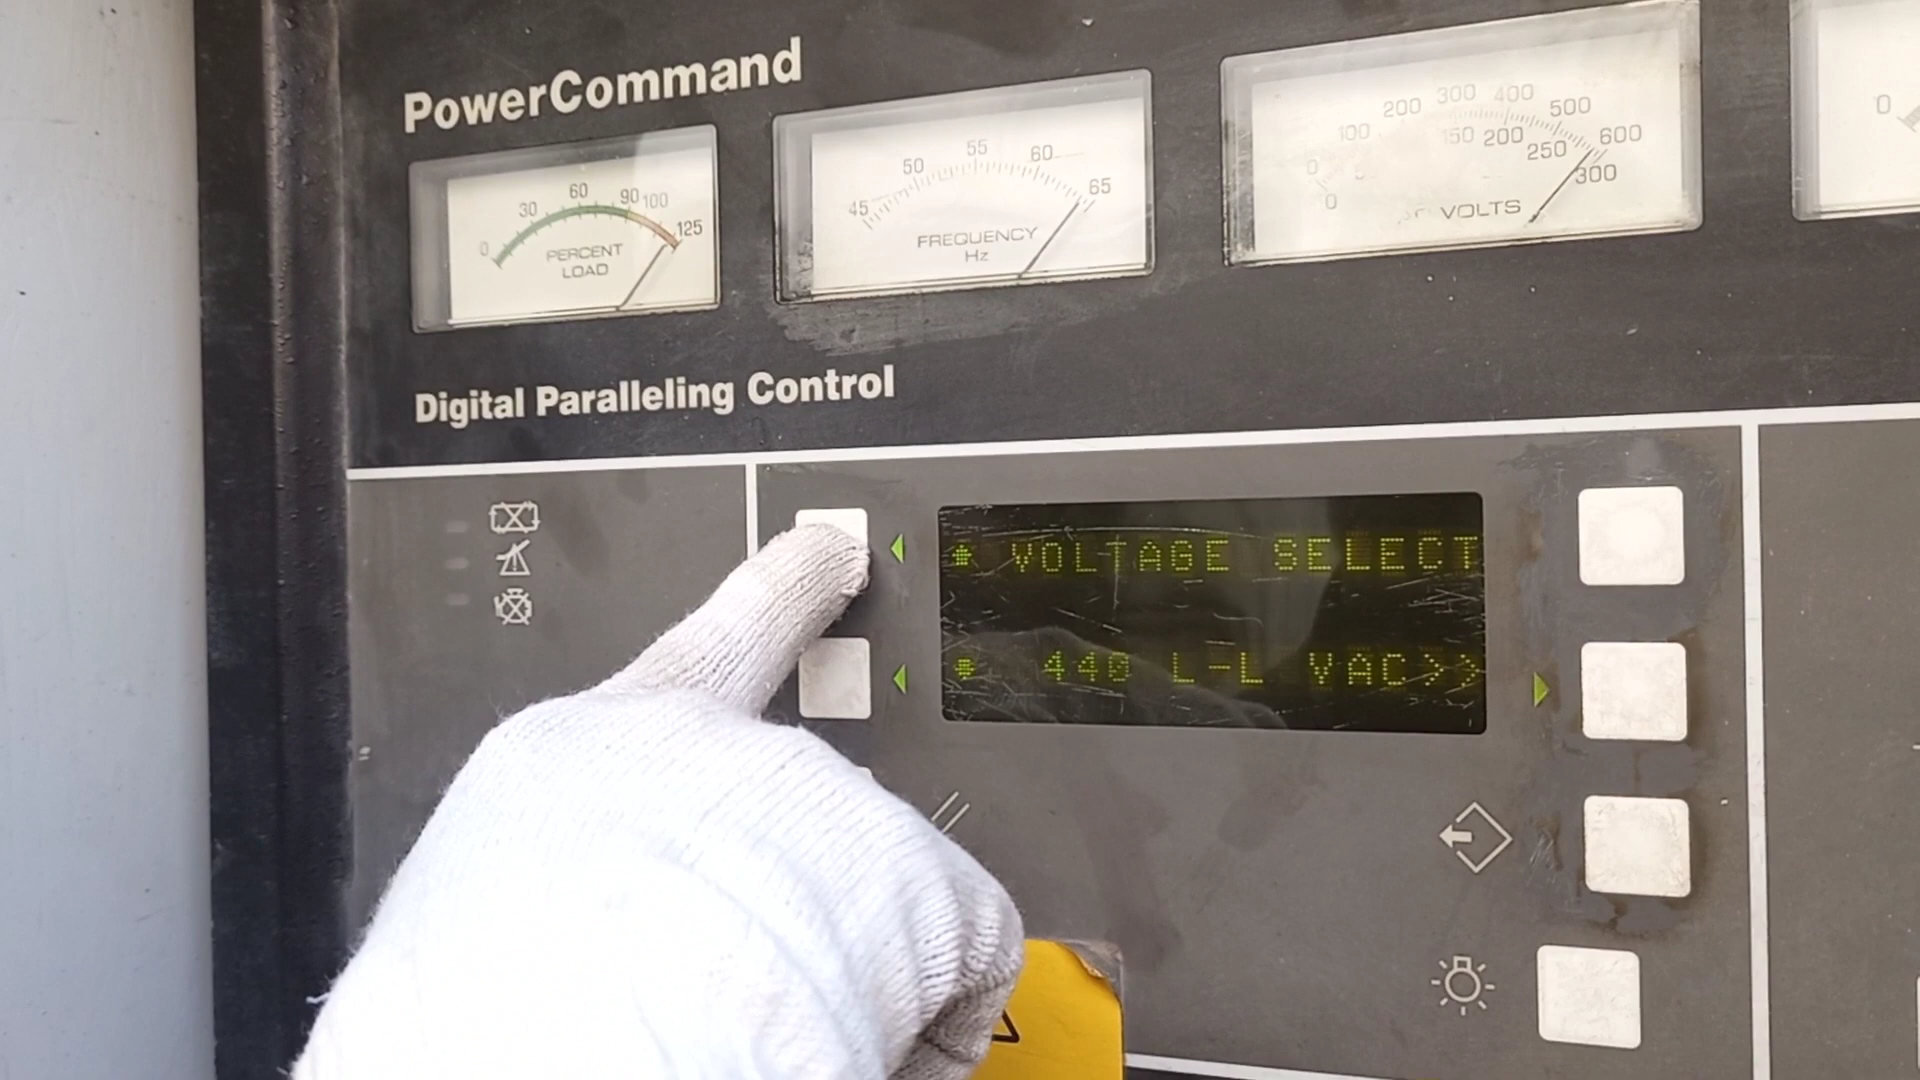 PowerCommand
0 30 60 90 100 125
PERCENT
LOAD
45 50 55 60 65
FREQUENCY
Hz
0 100 200 300 400 500 600
0 150 200 250 300
VOLTS
0
Digital Paralleling Control
* VOLTAGE SELECT
* 440 L-L VAC>>